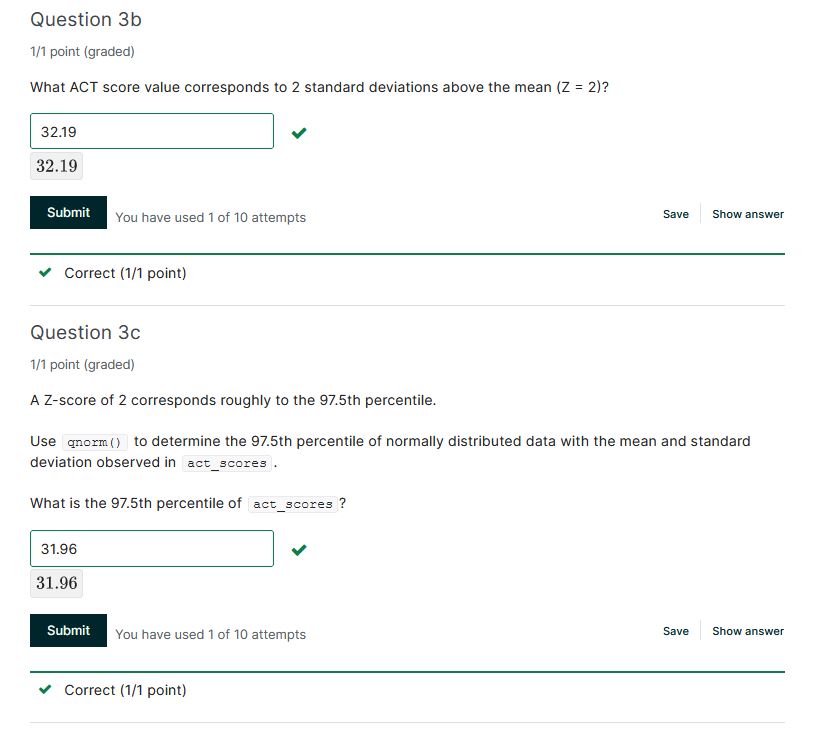 Question 3b
1/1 point (graded)
What ACT score value corresponds to 2 standard deviations above the mean (Z = 2)?
32.19
32.19
Submit You have used 1 of 10 attempts Save Show answer
Correct (1/1 point)
Question 3c
1/1 point (graded)
A Z-score of 2 corresponds roughly to the 97.5th percentile.
Use qnorm() to determine the 97.5th percentile of normally distributed data with the mean and standard
deviation observed in act_scores.
What is the 97.5th percentile of act_scores?
31.96
31.96
Submit You have used 1 of 10 attempts Save Show answer
Correct (1/1 point)